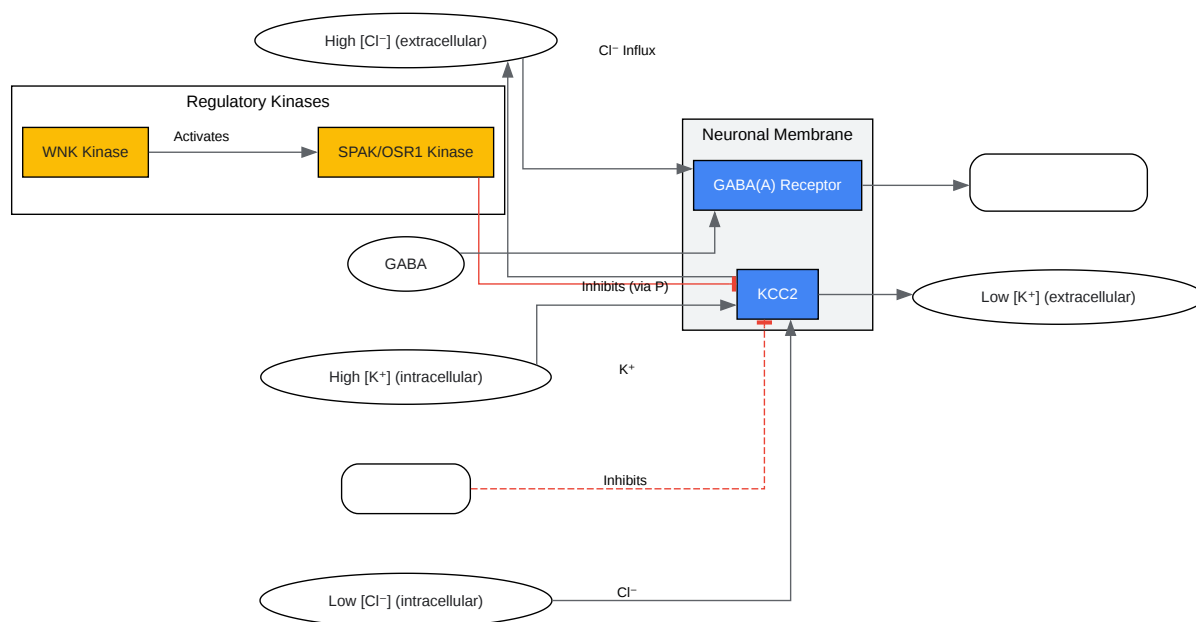 High [Cl⁻] (extracellular)
Cl⁻ Influx
Regulatory Kinases
WNK Kinase
Activates
SPAK/OSR1 Kinase
Neuronal Membrane
GABA(A) Receptor
GABA
Inhibits (via P)
KCC2
Low [K⁺] (extracellular)
High [K⁺] (intracellular)
K⁺
Inhibits
Low [Cl⁻] (intracellular)
Cl⁻